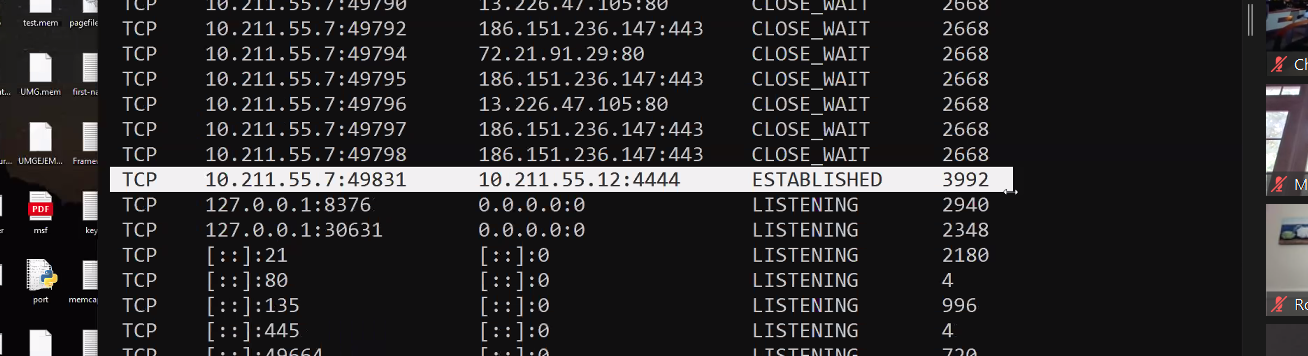 test.mem pagefile
UMG.mem first-na
UMGEJEM... Frame
PDF
msf key
port memcap
TCP 10.211.55.7:49790 13.226.47.105:80 CLOSE_WAIT 2668
TCP 10.211.55.7:49792 186.151.236.147:443 CLOSE_WAIT 2668
TCP 10.211.55.7:49794 72.21.91.29:80 CLOSE_WAIT 2668
TCP 10.211.55.7:49795 186.151.236.147:443 CLOSE_WAIT 2668
TCP 10.211.55.7:49796 13.226.47.105:80 CLOSE_WAIT 2668
TCP 10.211.55.7:49797 186.151.236.147:443 CLOSE_WAIT 2668
TCP 10.211.55.7:49798 186.151.236.147:443 CLOSE_WAIT 2668
TCP 10.211.55.7:49831 10.211.55.12:4444 ESTABLISHED 3992
TCP 127.0.0.1:8376 0.0.0.0:0 LISTENING 2940
TCP 127.0.0.1:30631 0.0.0.0:0 LISTENING 2348
TCP [::]:21 [::]:0 LISTENING 2180
TCP [::]:80 [::]:0 LISTENING 4
TCP [::]:135 [::]:0 LISTENING 996
TCP [::]:445 [::]:0 LISTENING 4
TCP [::]:49664 [::]:0 LISTENING 720